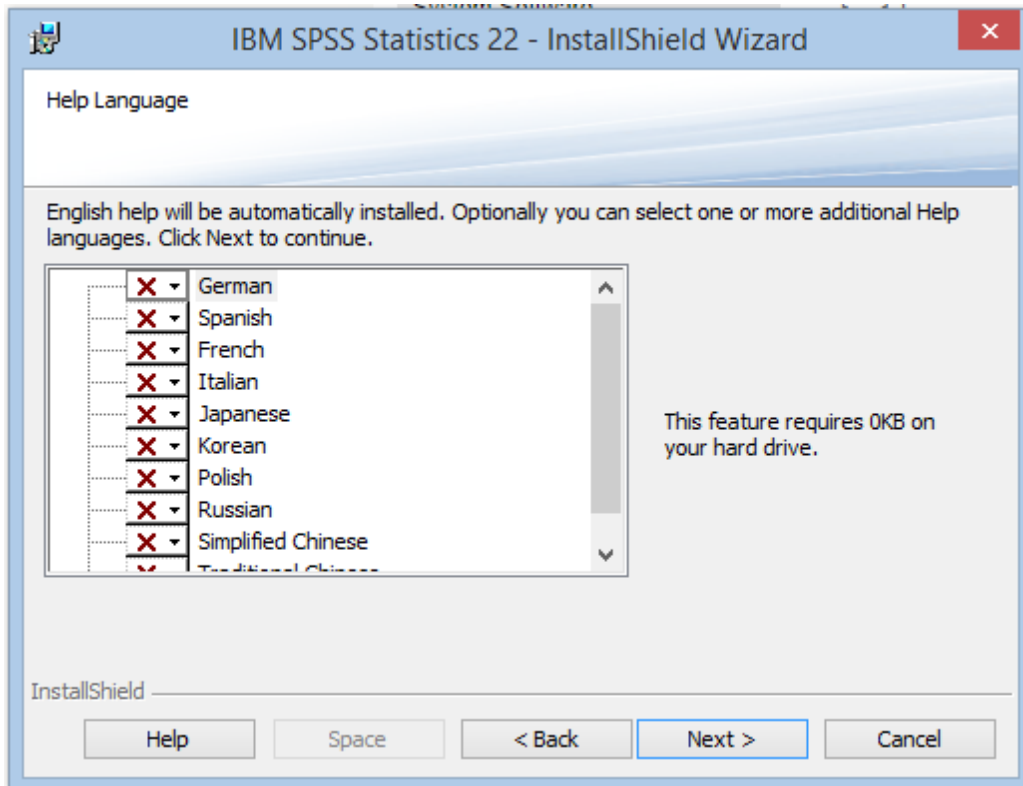 IBM SPSS Statistics 22 - InstallShield Wizard
Help Language
English help will be automatically installed. Optionally you can select one or more additional Help
languages. Click Next to continue.
German
Spanish
French
Italian
Japanese
Korean
Polish
Russian
Simplified Chinese
Traditional Chinese
This feature requires 0KB on
your hard drive.
InstallShield
Help
Space
< Back
Next >
Cancel